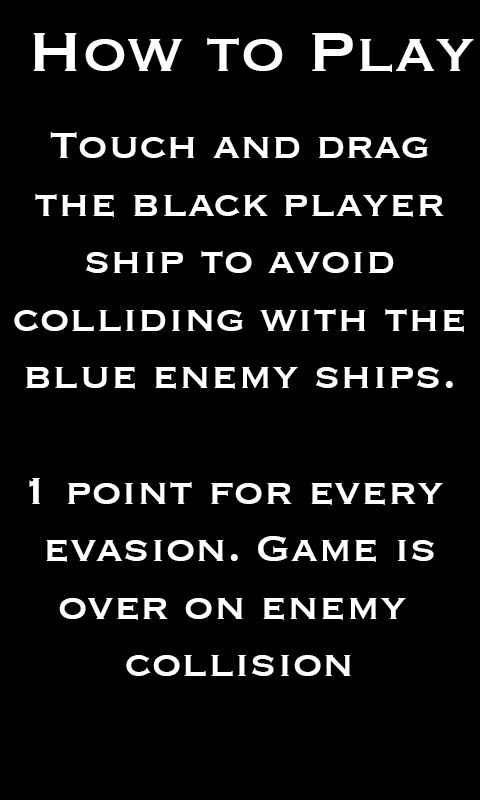 How to Play
Touch and drag
the black player
ship to avoid
colliding with the
blue enemy ships.
1 point for every
evasion. Game is
over on enemy
collision